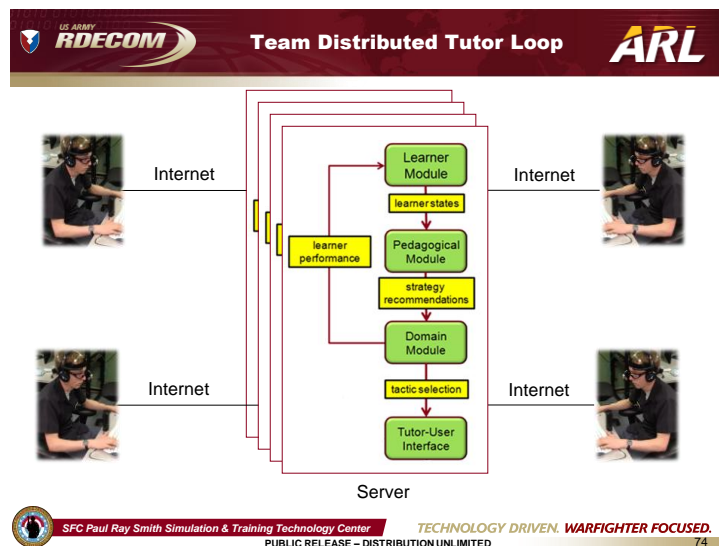 US ARMY
RDECOM
Team Distributed Tutor Loop
ARL
Internet
Internet
Learner
Module
learner states
learner
performance
Pedagogical
Module
strategy
recommendations
Domain
Module
tactic selection
Tutor-User
Interface
Internet
Internet
Server
SFC Paul Ray Smith Simulation & Training Technology Center
TECHNOLOGY DRIVEN. WARFIGHTER FOCUSED.
PUBLIC RELEASE – DISTRIBUTION UNLIMITED
74